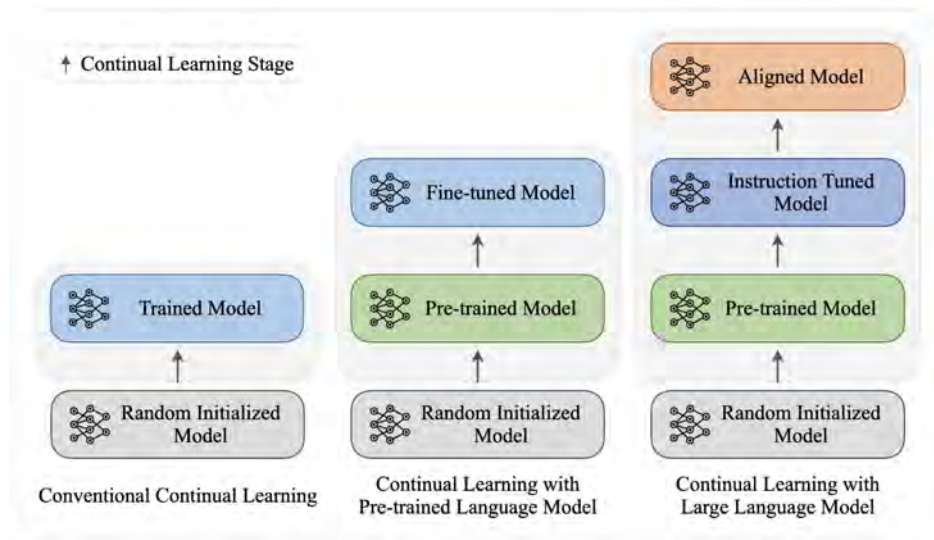 ↑ Continual Learning Stage
Aligned Model
Fine-tuned Model
Instruction Tuned
Model
Trained Model
Pre-trained Model
Pre-trained Model
Random Initialized
Model
Random Initialized
Model
Random Initialized
Model
Conventional Continual Learning
Continual Learning with
Pre-trained Language Model
Continual Learning with
Large Language Model